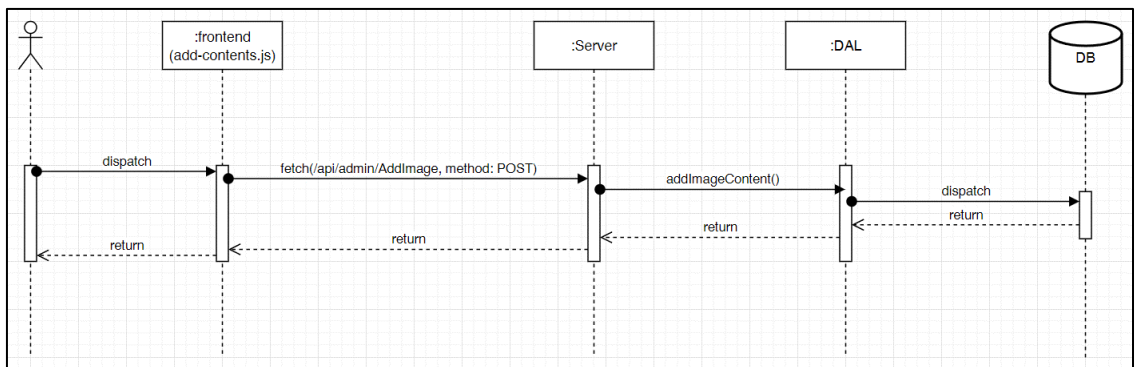 :frontend
(add-contents.js)
:Server
:DAL
DB
dispatch
fetch(/api/admin/AddImage, method: POST)
addImageContent()
dispatch
return
return
return
return